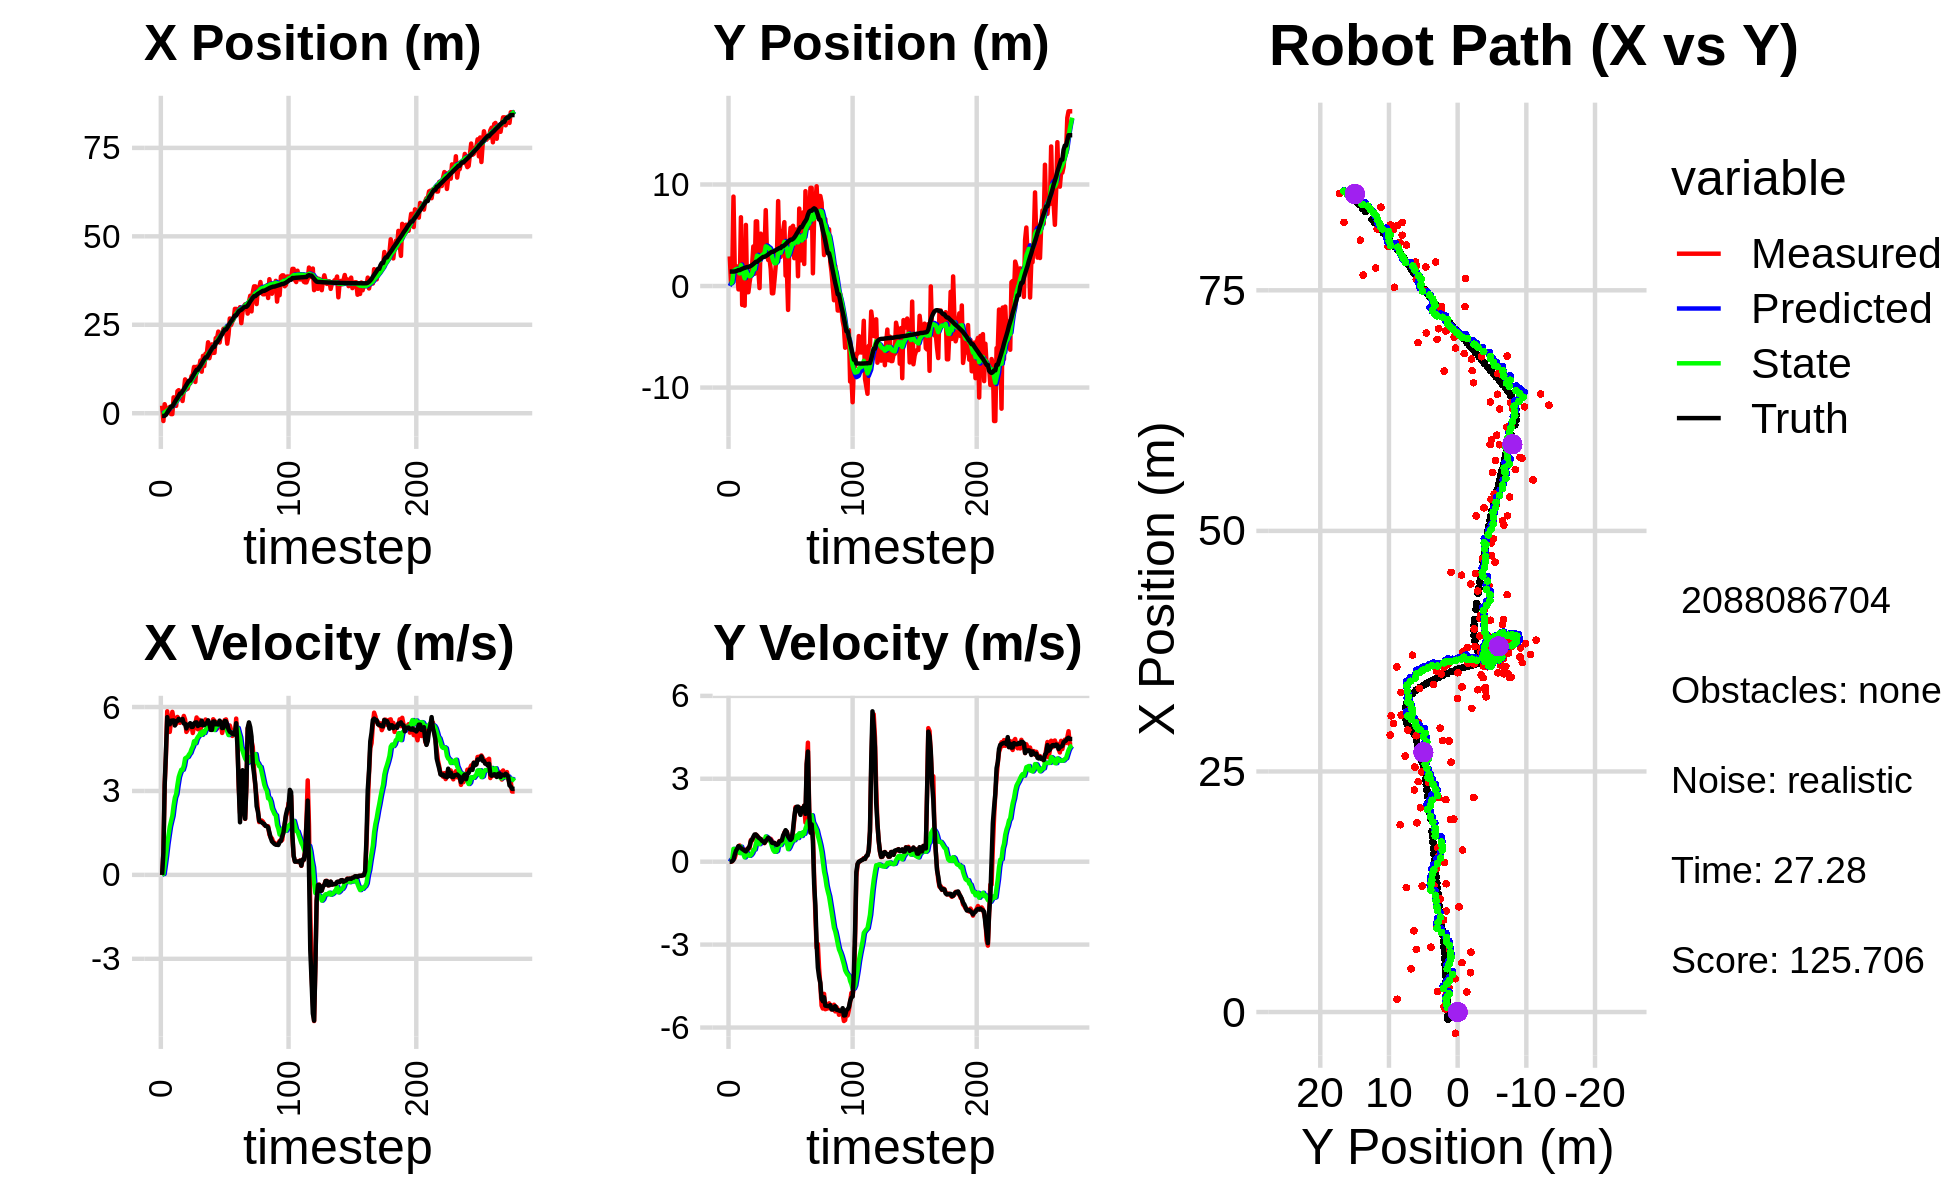 X Position (m)
75
50
25
0
0
100
200
timestep
Y Position (m)
10
0
-10
0
100
200
timestep
X Velocity (m/s)
6
3
0
-3
0
100
200
timestep
Y Velocity (m/s)
6
3
0
-3
-6
0
100
200
timestep
Robot Path (X vs Y)
X Position (m)
75
50
25
0
20 10 0 -10 -20
Y Position (m)
variable
Measured
Predicted
State
Truth
2088086704
Obstacles: none
Noise: realistic
Time: 27.28
Score: 125.706